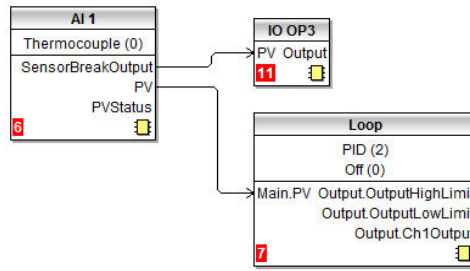 AI 1
Thermocouple (0)
SensorBreakOutput
PV
PVStatus
6
IO OP3
PV Output
11
Loop
PID (2)
Off (0)
Main.PV Output.OutputHighLimi
Output.OutputLowLimi
Output.Ch1Outpu
7